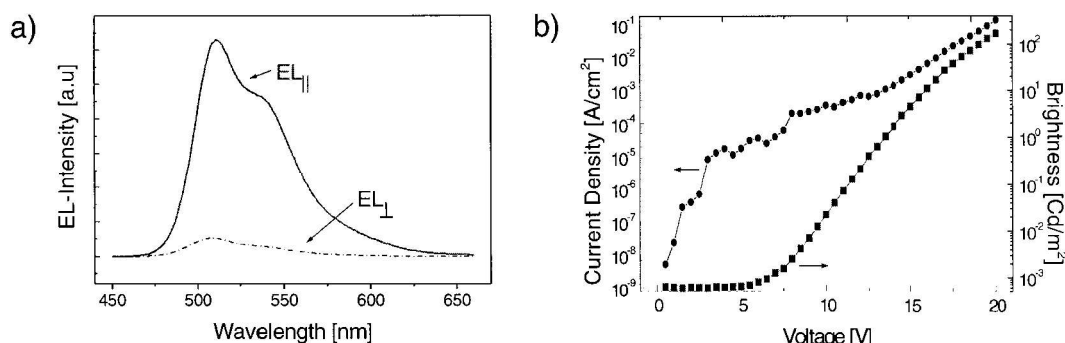 a)
EL-Intensity [a.u]
EL||
EL⊥
450 500 550 600 650
Wavelength [nm]
b)
Current Density [A/cm²]
10⁻¹
10⁻²
10⁻³
10⁻⁴
10⁻⁵
10⁻⁶
10⁻⁷
10⁻⁸
10⁻⁹
10²
10¹
10⁰
10⁻¹
10⁻²
10⁻³
Brightness [Cd/m²]
0 5 10 15 20
Voltage [V]